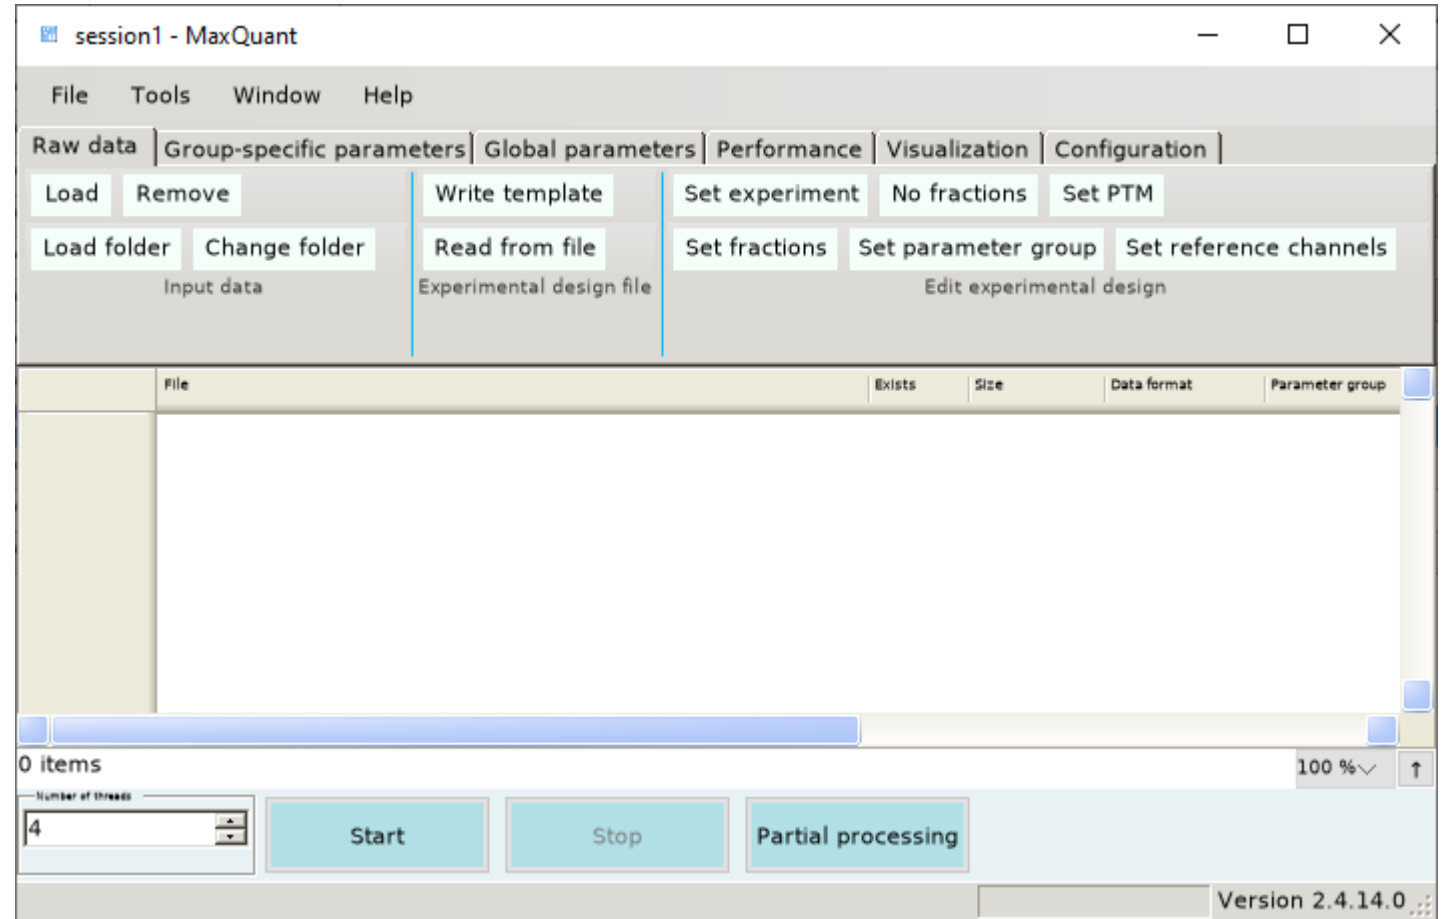 session1 - MaxQuant
File Tools Window Help
Raw data Group-specific parameters Global parameters Performance Visualization Configuration
Load Remove Write template Set experiment No fractions Set PTM
Load folder Change folder Read from file Set fractions Set parameter group Set reference channels
Input data Experimental design file Edit experimental design
File Exists Size Data format Parameter group
0 items 100 % ↑
Number of threads
4 Start Stop Partial processing
Version 2.4.14.0